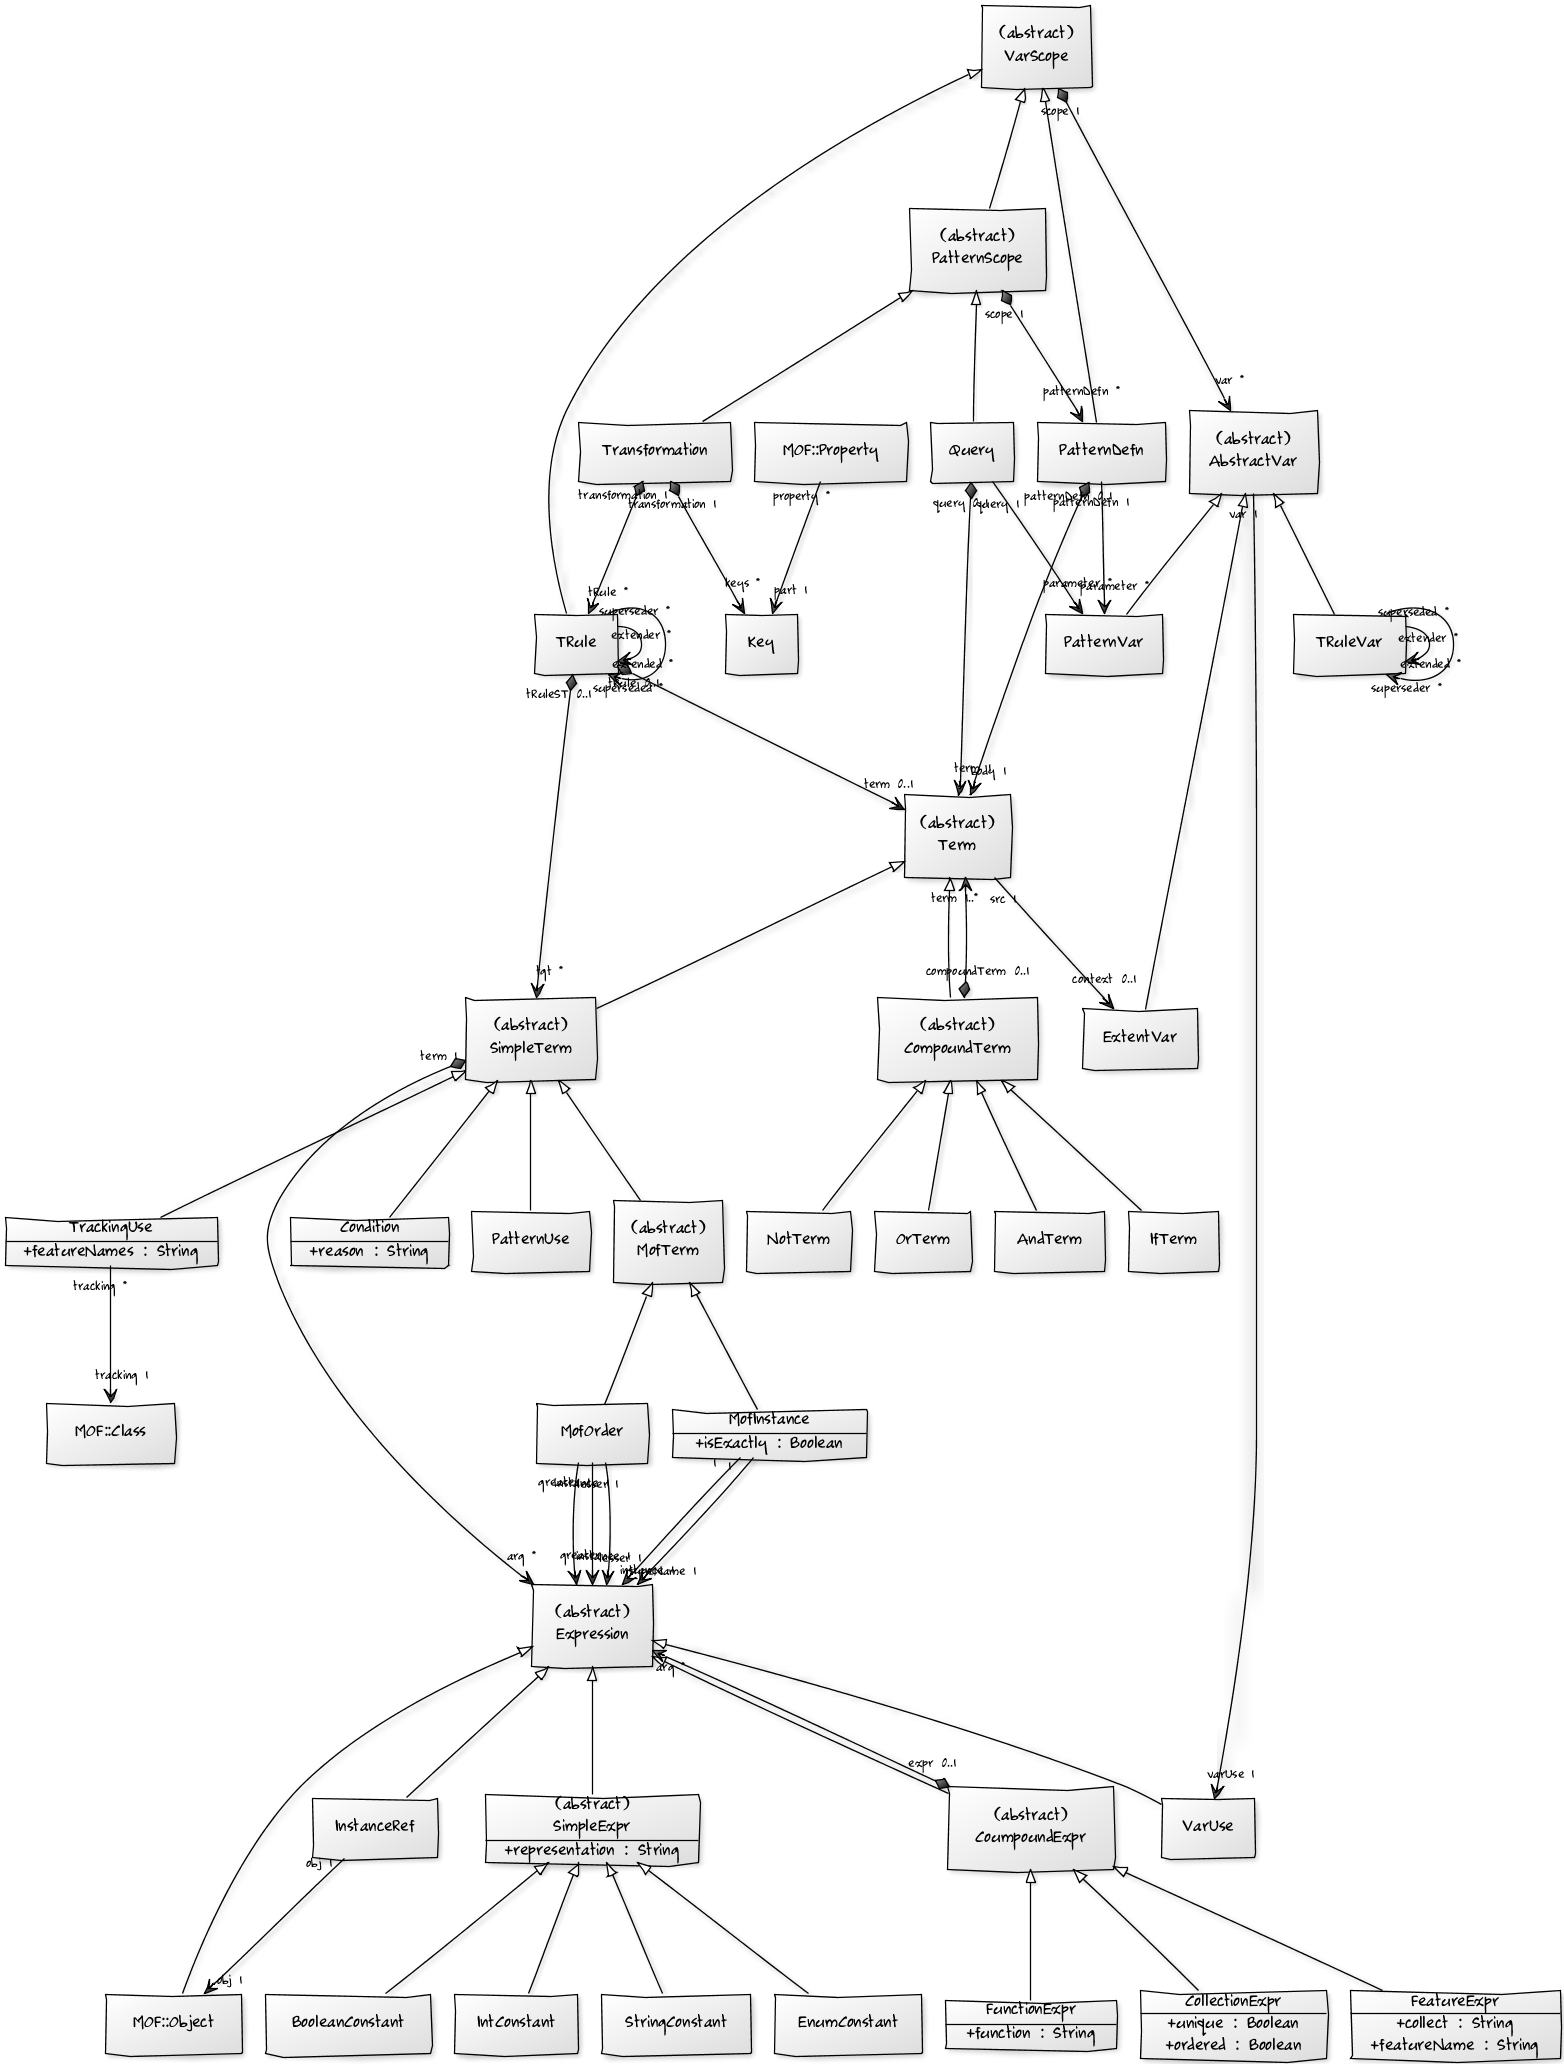 (abstract)
VarScope
scope 1
(abstract)
PatternScope
scope 1
var *
patternDefn *
Transformation
MOF::Property
Query
PatternDefn
(abstract)
AbstractVar
transformation 1
transformation 1
property *
query
query 1
patternDefn 0..1
patternDefn 1
var 1
tRule *
keys *
part 1
parameter *
parameter *
superseder *
superseded *
TRule
extender *
Key
PatternVar
TRuleVar
extender *
extended *
extended *
tRule 0..1
tRuleST 0..1
superseded *
superseder *
term
body 1
term 0..1
(abstract)
Term
term 1..*
src 1
tgt *
compoundTerm 0..1
context 0..1
(abstract)
SimpleTerm
(abstract)
CompoundTerm
ExtentVar
term 1
TrackingUse
+featureNames : String
Condition
+reason : String
PatternUse
(abstract)
MofTerm
NotTerm
OrTerm
AndTerm
IfTerm
tracking *
tracking 1
MOF::Class
MofOrder
MofInstance
+isExactly : Boolean
lesser 1
1
1
arg *
lesser 1
(abstract)
Expression
arg *
expr 0..1
varUse 1
InstanceRef
(abstract)
SimpleExpr
+representation : String
(abstract)
CoumpoundExpr
VarUse
obj 1
obj 1
MOF::Object
BooleanConstant
IntConstant
StringConstant
EnumConstant
FunctionExpr
+function : String
CollectionExpr
+unique : Boolean
+ordered : Boolean
FeatureExpr
+collect : String
+featureName : String